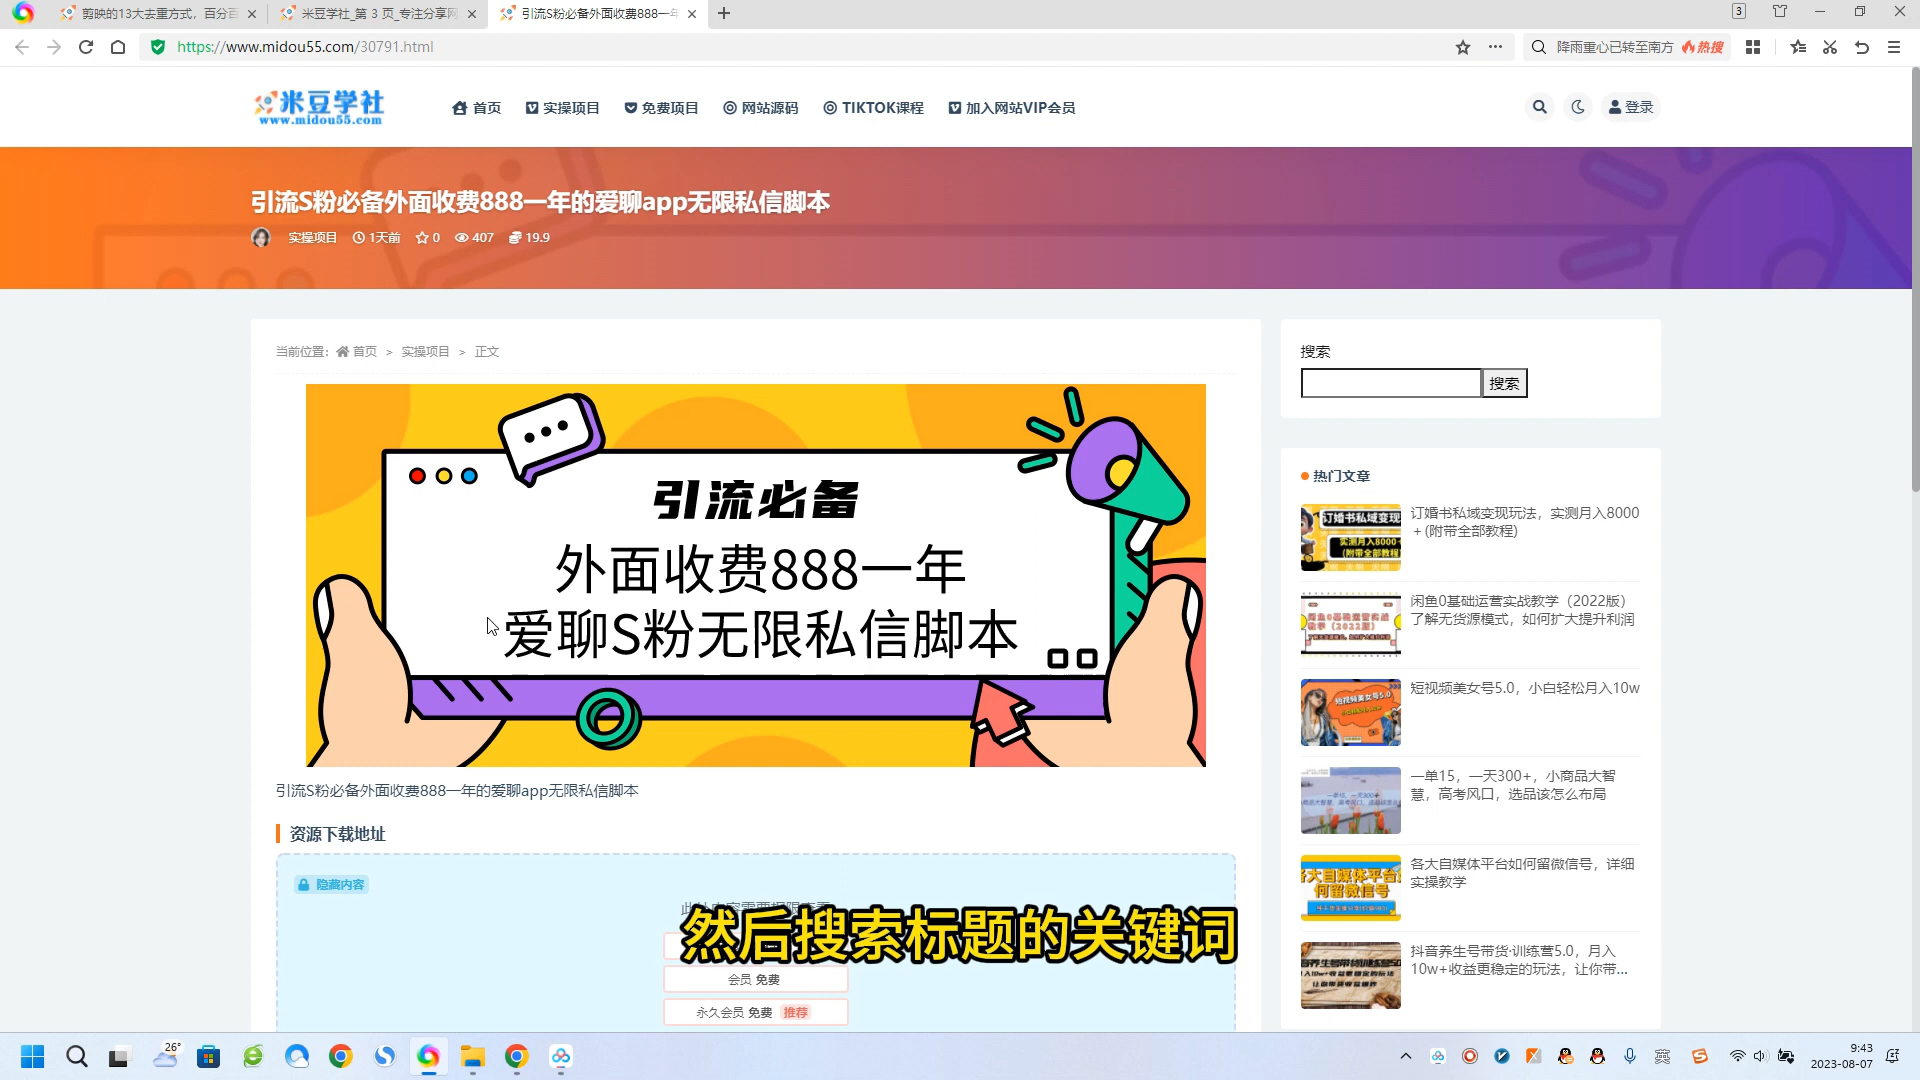 剪映的13大去重方式，百分百
米豆学社_第 3 页_专注分享网
引流S粉必备外面收费888一年
3
https://www.midou55.com/30791.html
降雨重心已转至南方
热搜
米豆学社
www.midou55.com
首页
实操项目
免费项目
网站源码
TIKTOK课程
加入网站VIP会员
登录
引流S粉必备外面收费888一年的爱聊app无限私信脚本
实操项目 1天前 0 407 19.9
当前位置： 首页 > 实操项目 > 正文
引流必备
外面收费888一年
爱聊S粉无限私信脚本
引流S粉必备外面收费888一年的爱聊app无限私信脚本
资源下载地址
隐藏内容
然后搜索标题的关键词
会员 免费
永久会员 免费 推荐
搜索
搜索
热门文章
订婚书私域变现玩法，实测月入8000
+(附带全部教程)
闲鱼0基础运营实战教学（2022版）
了解无货源模式，如何扩大提升利润
短视频美女号5.0，小白轻松月入10w
一单15，一天300+，小商品大智
慧，高考风口，选品该怎么布局
各大自媒体平台如何留微信号，详细
实操教学
抖音养生号带货·训练营5.0，月入
10w+收益更稳定的玩法，让你带...
26°
英
9:43
2023-08-07